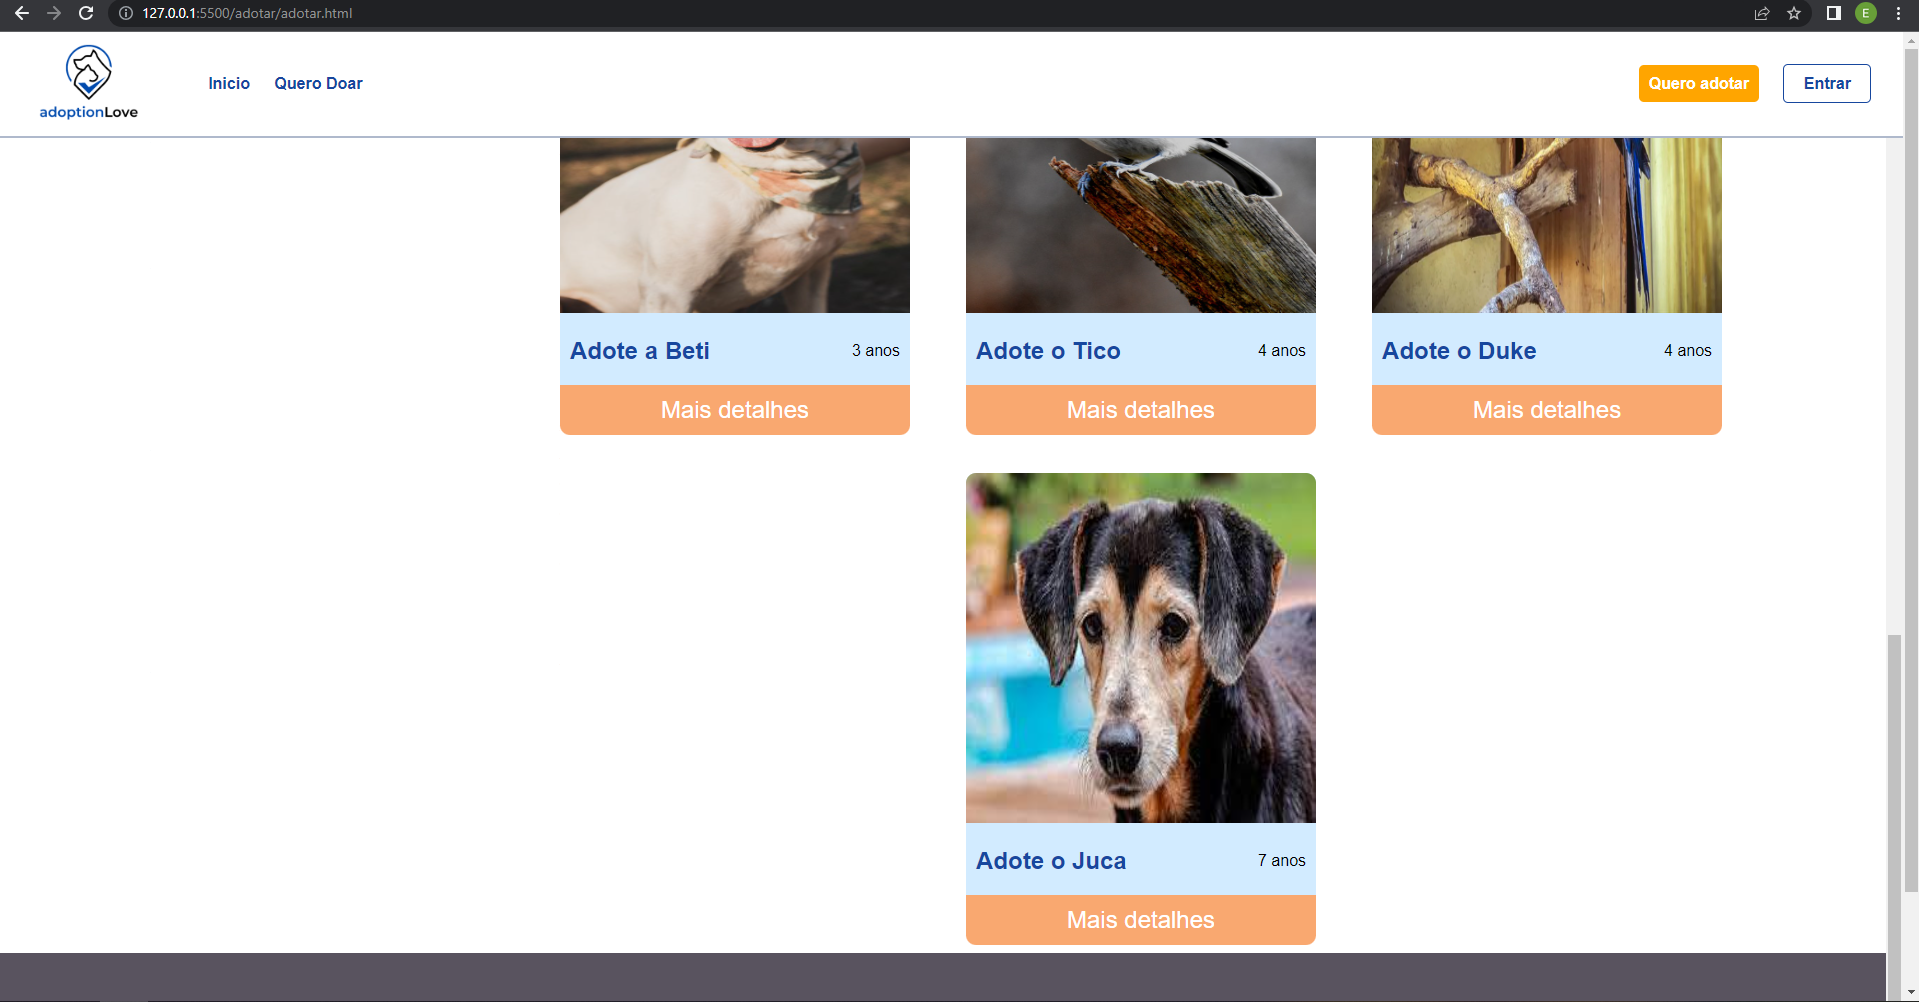 127.0.0.1:5500/adotar/adotar.html
E
adoptionLove
Inicio
Quero Doar
Quero adotar
Entrar
Adote a Beti
3 anos
Adote o Tico
4 anos
Adote o Duke
4 anos
Mais detalhes
Mais detalhes
Mais detalhes
Adote o Juca
7 anos
Mais detalhes